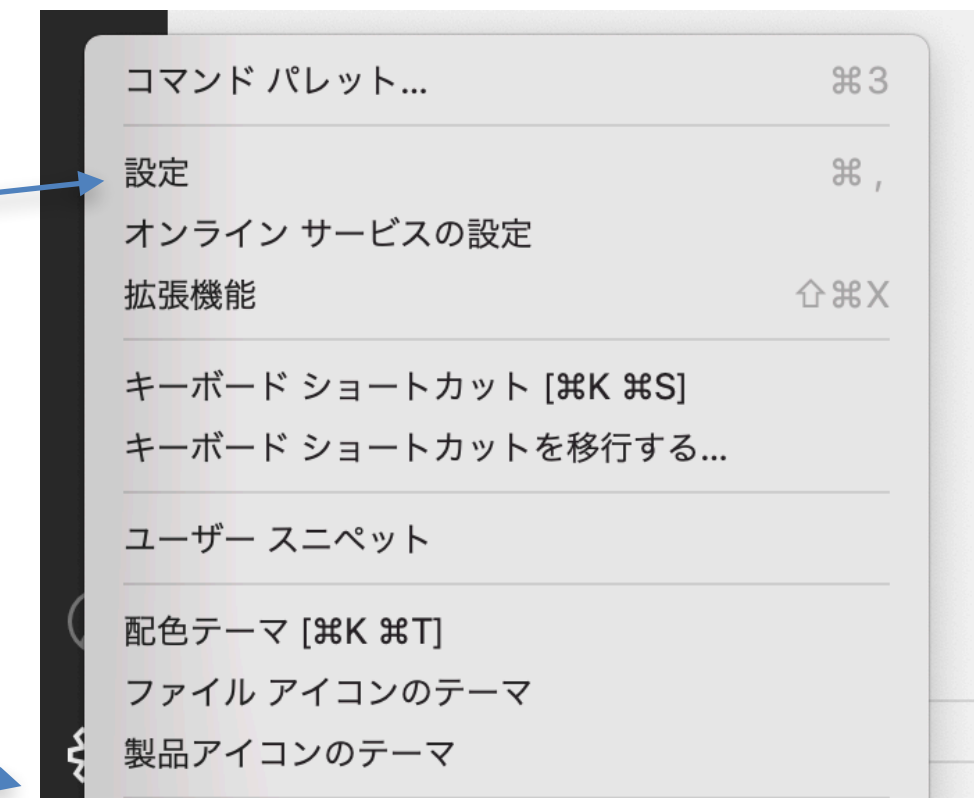 コマンド パレット... ⌘3
設定 ⌘ ,
オンライン サービスの設定
拡張機能 ⇧⌘X
キーボード ショートカット [⌘K ⌘S]
キーボード ショートカットを移行する...
ユーザー スニペット
配色テーマ [⌘K ⌘T]
ファイル アイコンのテーマ
製品アイコンのテーマ